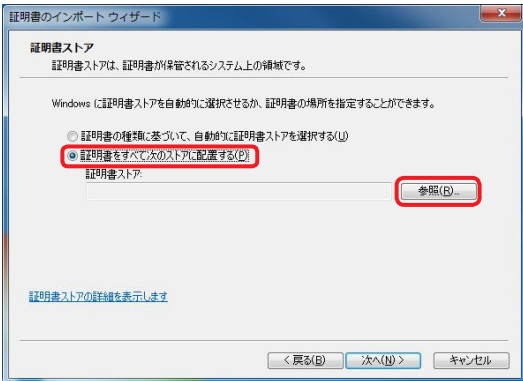 証明書のインポート ウィザード
証明書ストア
証明書ストアは、証明書が保管されるシステム上の領域です。
Windows に証明書ストアを自動的に選択させるか、証明書の場所を指定することができます。
証明書の種類に基づいて、自動的に証明書ストアを選択する(U)
証明書をすべて次のストアに配置する(P)
証明書ストア:
参照(R)...
証明書ストアの詳細を表示します
< 戻る(B)
次へ(N) >
キャンセル